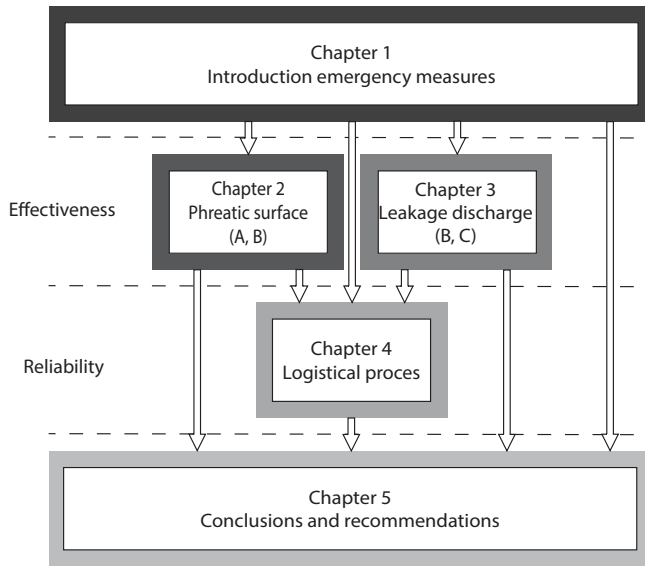 Chapter 1
Introduction emergency measures
Effectiveness
Chapter 2
Phreatic surface
(A, B)
Chapter 3
Leakage discharge
(B, C)
Reliability
Chapter 4
Logistical proces
Chapter 5
Conclusions and recommendations